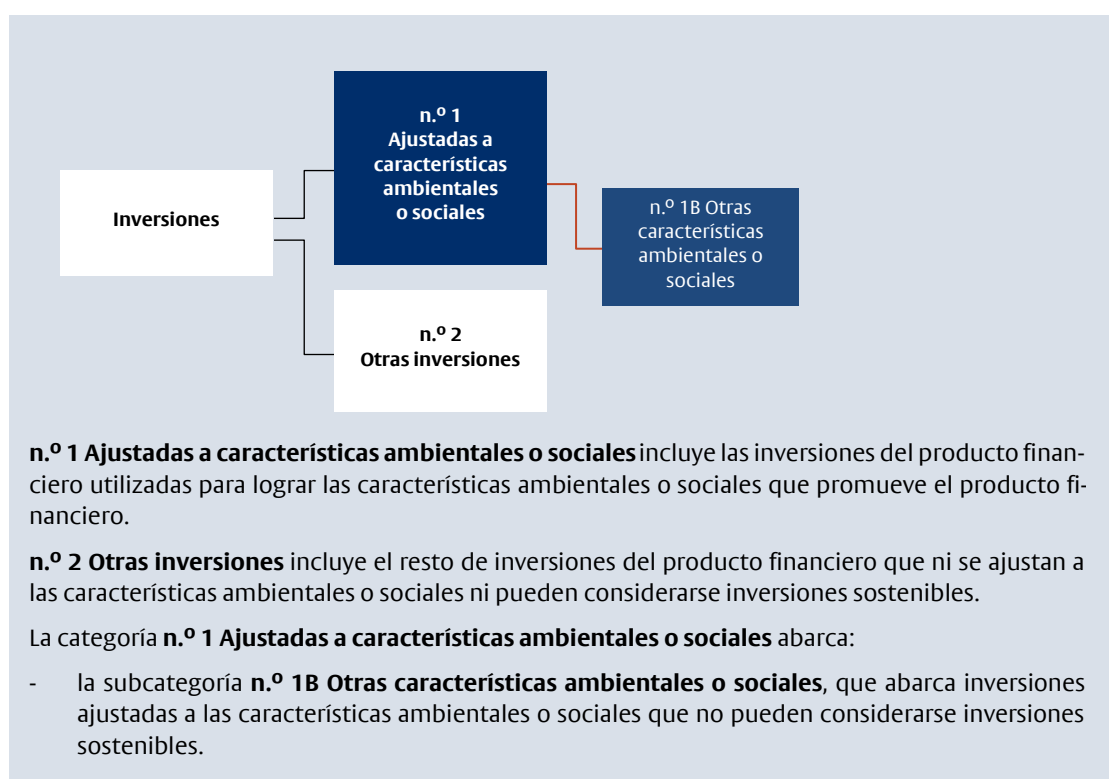 n.º 1
Ajustadas a
características
ambientales
o sociales
Inversiones
n.º 1B Otras
características
ambientales o
sociales
n.º 2
Otras inversiones
n.º 1 Ajustadas a características ambientales o sociales incluye las inversiones del producto finan-
ciero utilizadas para lograr las características ambientales o sociales que promueve el producto fi-
nanciero.
n.º 2 Otras inversiones incluye el resto de inversiones del producto financiero que ni se ajustan a
las características ambientales o sociales ni pueden considerarse inversiones sostenibles.
La categoría n.º 1 Ajustadas a características ambientales o sociales abarca:
- la subcategoría n.º 1B Otras características ambientales o sociales, que abarca inversiones
ajustadas a las características ambientales o sociales que no pueden considerarse inversiones
sostenibles.